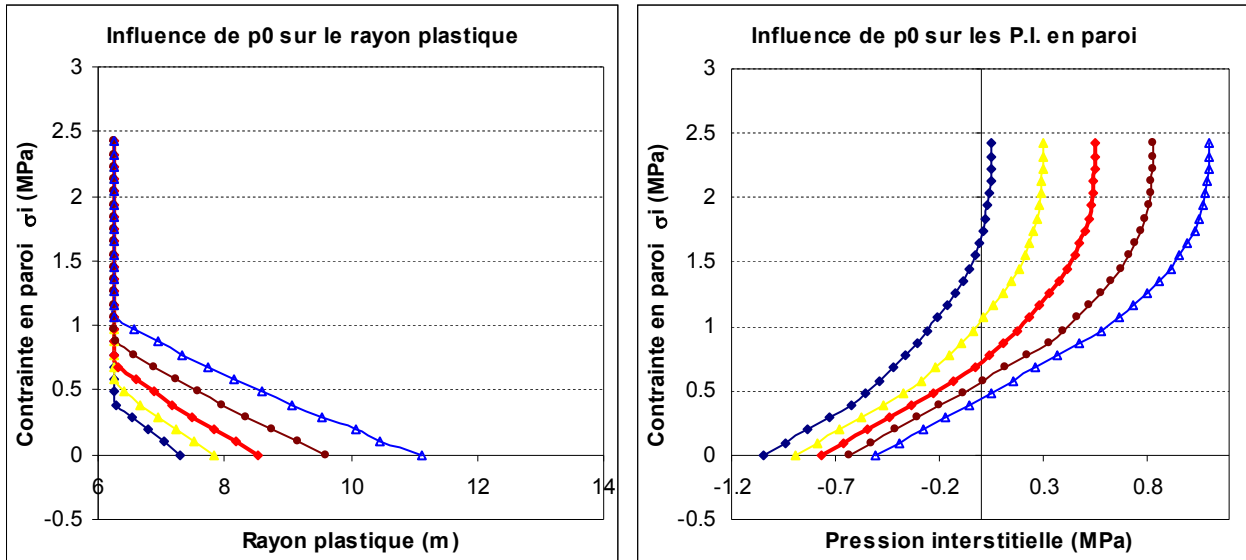 Influence de p0 sur le rayon plastique
3
2.5
2
1.5
1
0.5
0
-0.5
6 8 10 12 14
Contrainte en paroi σi (MPa)
Rayon plastique (m)
Influence de p0 sur les P.I. en paroi
3
2.5
2
1.5
1
0.5
0
-0.5
-1.2 -0.7 -0.2 0.3 0.8
Contrainte en paroi σi (MPa)
Pression interstitielle (MPa)